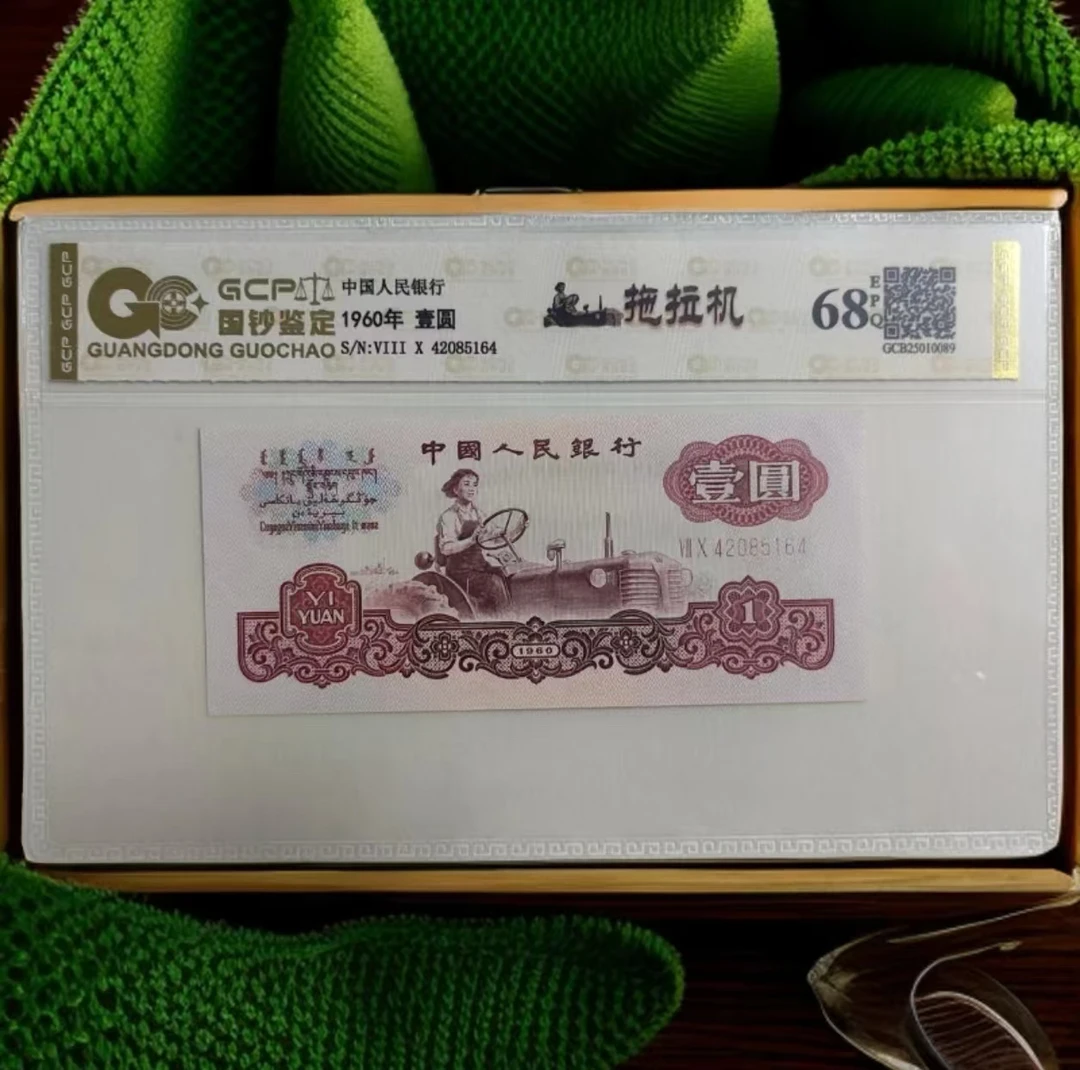 GCP GCP GCP
GCP 中国人民银行
国钞鉴定 1960年 壹圆
GUANGDONG GUOCHAO S/N:VIII X 42085164
拖拉机
68 EPQ
GCB25010089
中國人民銀行
壹圓
VIII X 42085164
YI
YUAN
1960
1